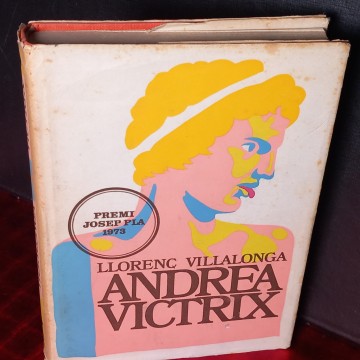 PREMI
JOSEP PLA
1973
LLORENÇ VILLALONGA
ANDREA
VICTRIX